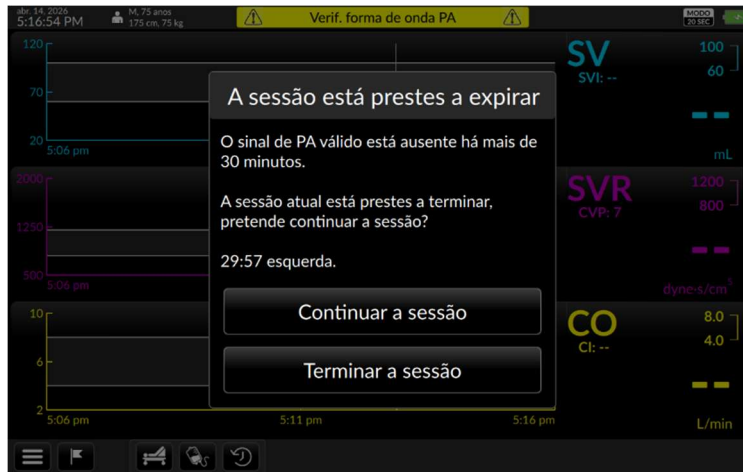 abr. 14, 2026
5:16:54 PM
M, 75 anos
175 cm, 75 kg
Verif. forma de onda PA
MODO
20 SEC
120
70
20
5:06 pm
SV
SVI: --
100
60
--
mL
A sessão está prestes a expirar
O sinal de PA válido está ausente há mais de
30 minutos.
A sessão atual está prestes a terminar,
pretende continuar a sessão?
29:57 esquerda.
Continuar a sessão
Terminar a sessão
2000
1250
500
5:06 pm
SVR
CVP: 7
1200
800
--
dyne·s/cm⁵
10
6
2
5:06 pm
5:11 pm
5:16 pm
CO
CI: --
8.0
4.0
--
L/min